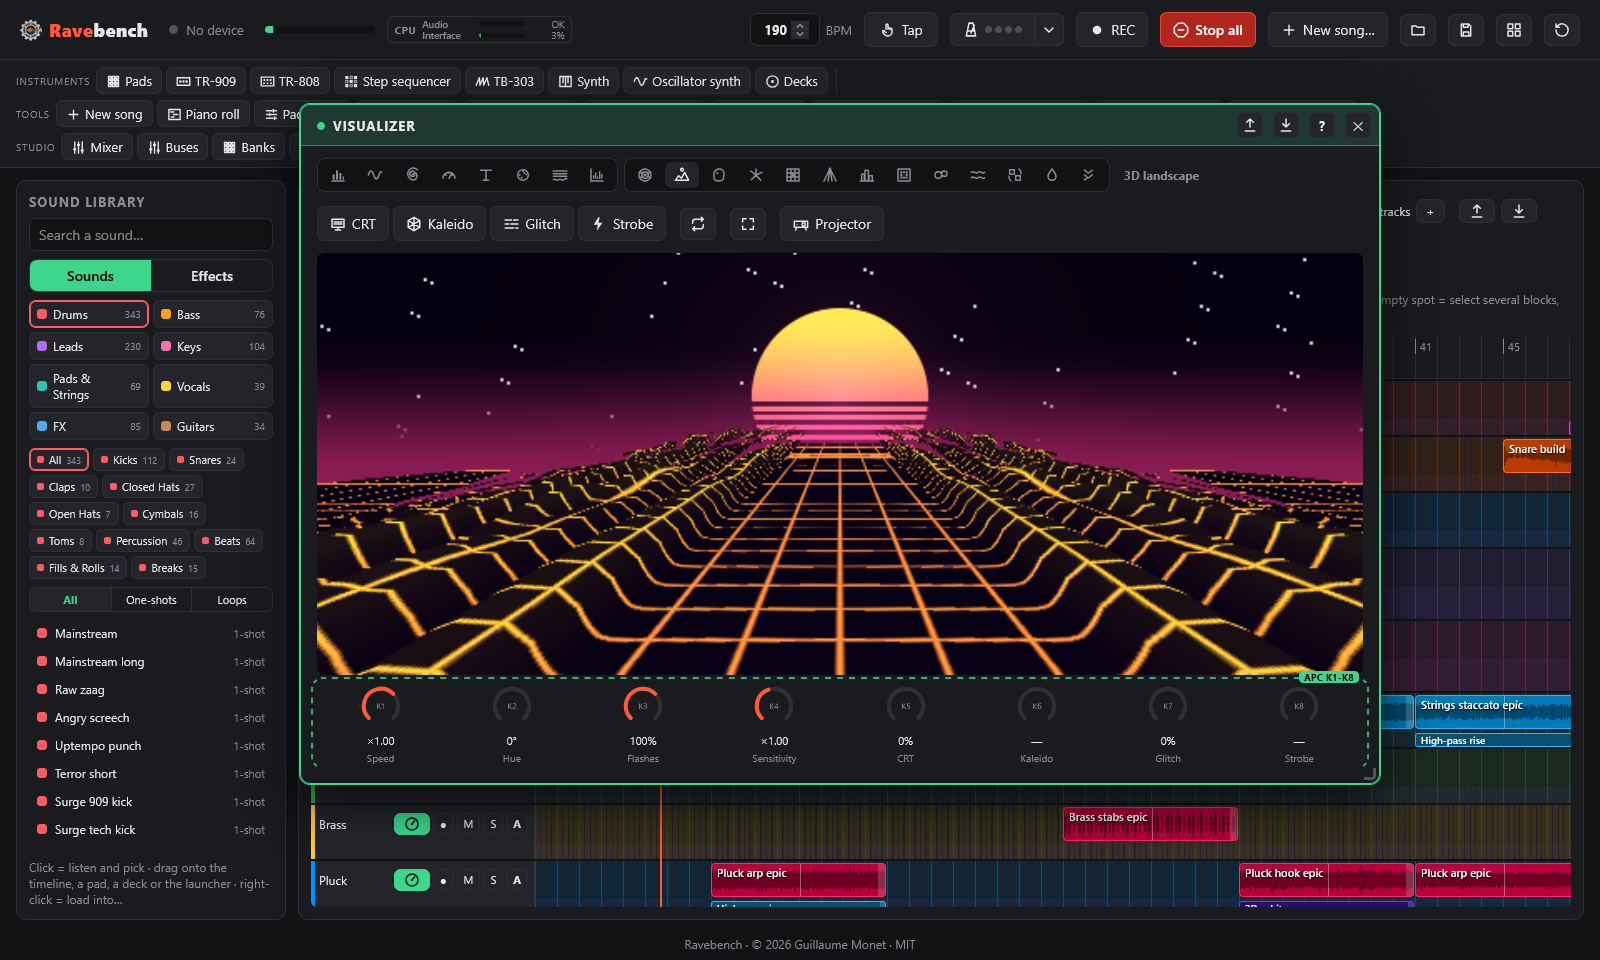 Ravebench
No device
CPU
Audio
Interface
OK
3%
190
BPM
Tap
REC
Stop all
New song...
INSTRUMENTS
Pads
TR-909
TR-808
Step sequencer
TB-303
Synth
Oscillator synth
Decks
TOOLS
New song
Piano roll
STUDIO
Mixer
Buses
Banks
VISUALIZER
?
3D landscape
CRT
Kaleido
Glitch
Strobe
Projector
SOUND LIBRARY
Search a sound...
Sounds
Effects
Drums 343
Bass 76
Leads 230
Keys 104
Pads & Strings 69
Vocals 39
FX 85
Guitars 34
All 343
Kicks 112
Snares 24
Claps 10
Closed Hats 27
Open Hats 7
Cymbals 16
Toms 8
Percussion 46
Beats 64
Fills & Rolls 14
Breaks 15
All
One-shots
Loops
Mainstream 1-shot
Mainstream long 1-shot
Raw zaag 1-shot
Angry screech 1-shot
Uptempo punch 1-shot
Terror short 1-shot
Surge 909 kick 1-shot
Surge tech kick 1-shot
Click = listen and pick · drag onto the
timeline, a pad, a deck or the launcher · right-
click = load into...
tracks
+
empty spot = select several blocks,
41
45
Snare build
Strings staccato epic
High-pass rise
APC K1-K8
K1
K2
K3
K4
K5
K6
K7
K8
×1.00
0°
100%
×1.00
0%
—
0%
—
Speed
Hue
Flashes
Sensitivity
CRT
Kaleido
Glitch
Strobe
Brass
M
S
A
Brass stabs epic
Pluck
M
S
A
Pluck arp epic
Pluck hook epic
Pluck arp epic
Ravebench · © 2026 Guillaume Monet · MIT